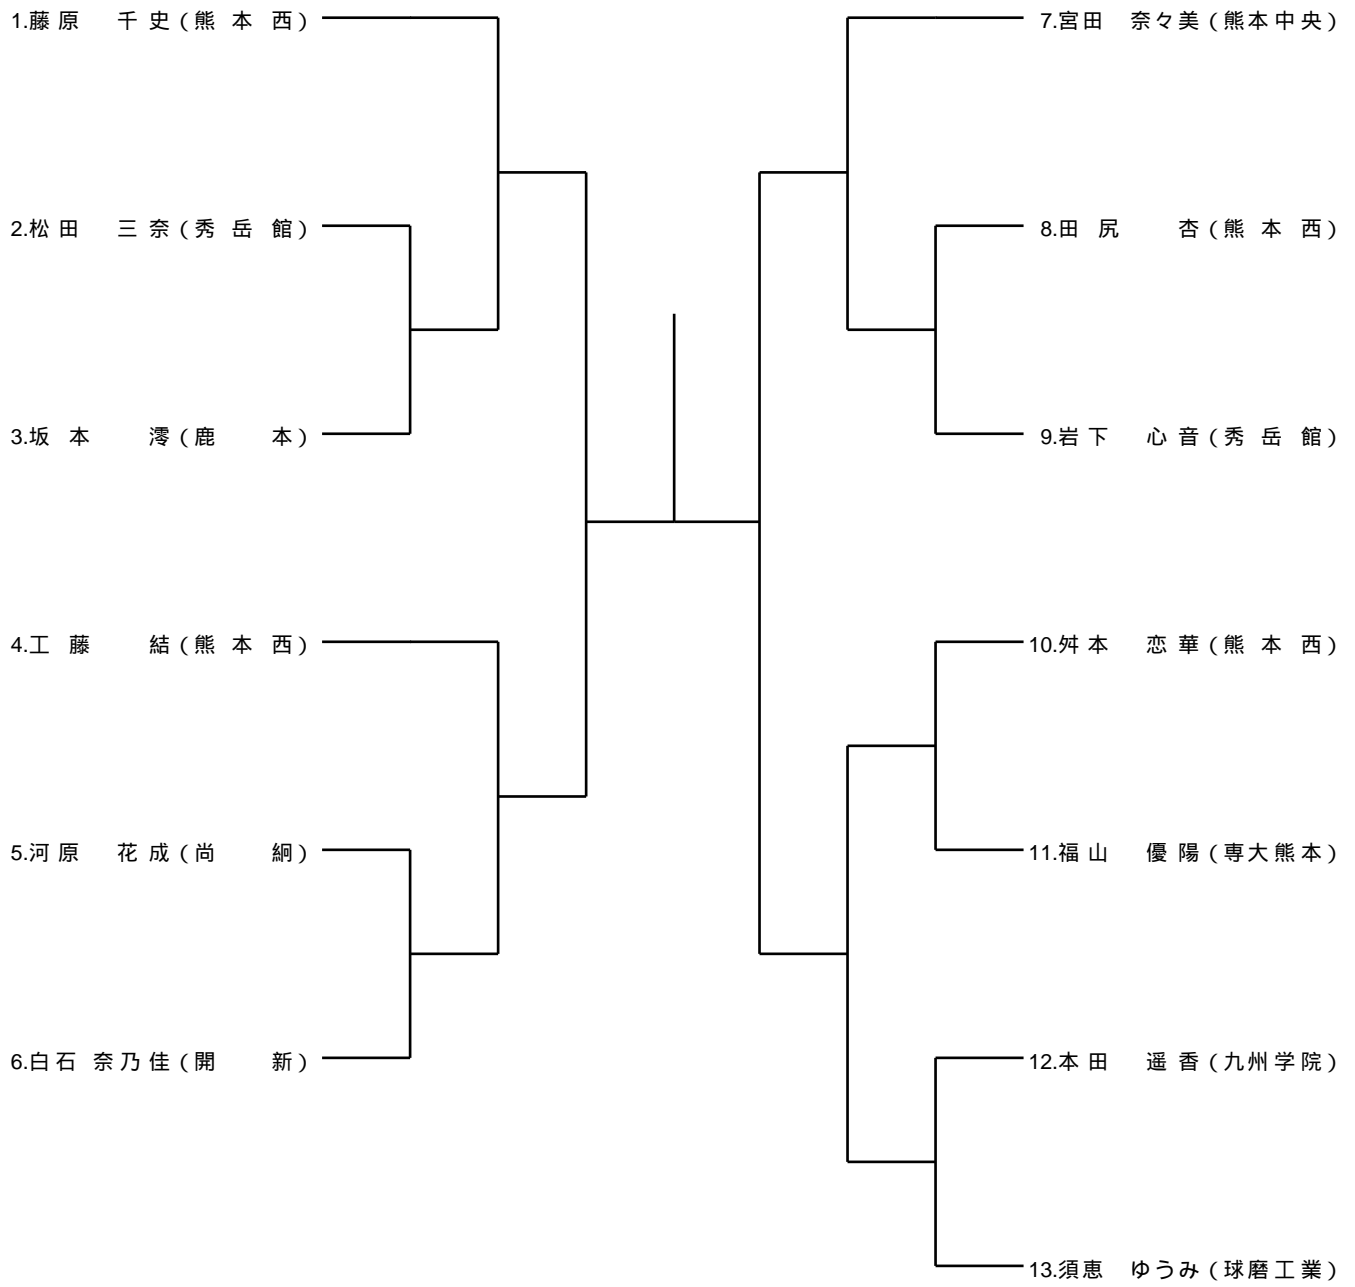 1.藤原　千史(熊本西)
2.松田　三奈(秀岳館)
3.坂本　澪(鹿本)
4.工藤　結(熊本西)
5.河原　花成(尚絅)
6.白石 奈乃佳(開新)
7.宮田　奈々美(熊本中央)
8.田尻　杏(熊本西)
9.岩下　心音(秀岳館)
10.舛本　恋華(熊本西)
11.福山　優陽(専大熊本)
12.本田　遥香(九州学院)
13.須恵　ゆうみ(球磨工業)